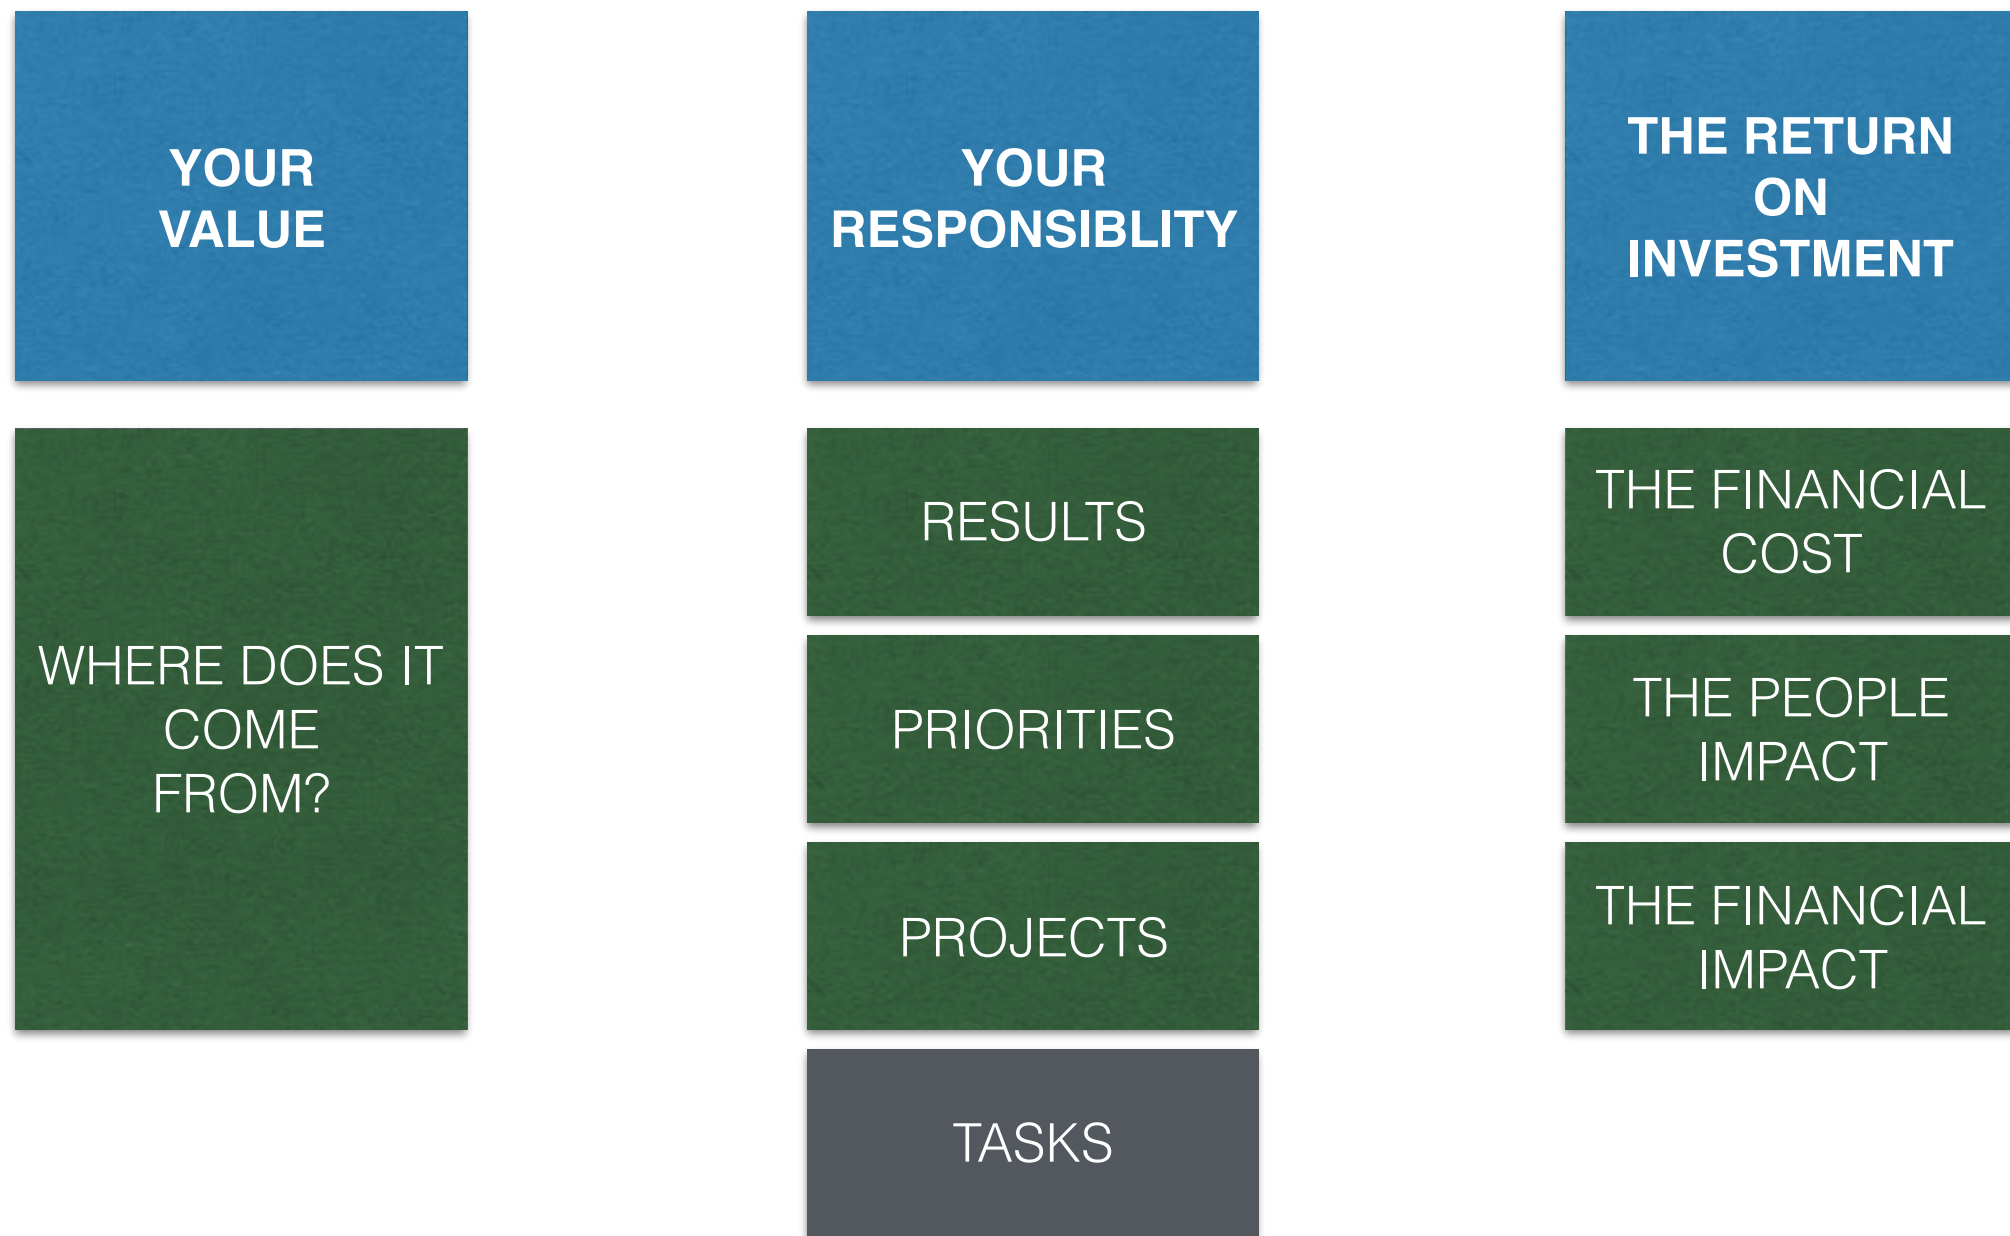 YOUR
VALUE
WHERE DOES IT
COME
FROM?
YOUR
RESPONSIBLITY
RESULTS
PRIORITIES
PROJECTS
TASKS
THE RETURN
ON
INVESTMENT
THE FINANCIAL
COST
THE PEOPLE
IMPACT
THE FINANCIAL
IMPACT